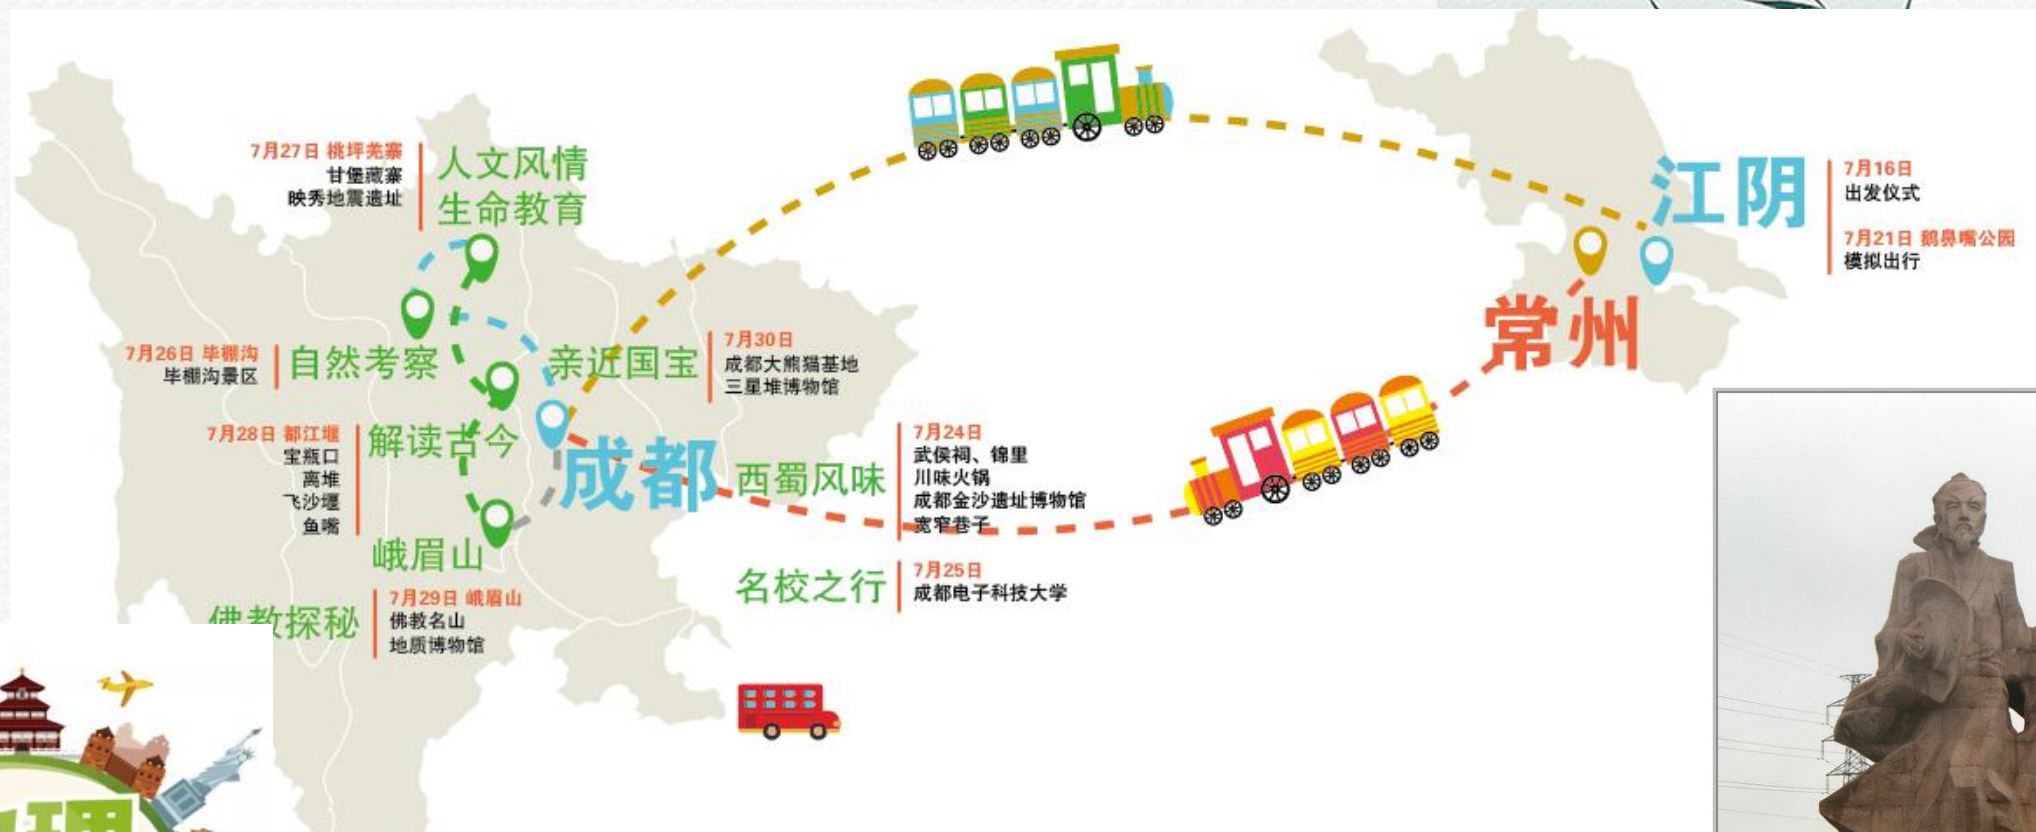 7月27日 桃坪羌寨
甘堡藏寨
映秀地震遗址
人文风情
生命教育
7月26日 毕棚沟
毕棚沟景区
自然考察
7月28日 都江堰
宝瓶口
离堆
飞沙堰
鱼嘴
解读古今
峨眉山
佛教探秘
7月29日 峨眉山
佛教名山
地质博物馆
亲近国宝
7月30日
成都大熊猫基地
三星堆博物馆
成都
西蜀风味
7月24日
武侯祠、锦里
川味火锅
成都金沙遗址博物馆
宽窄巷子
名校之行
7月25日
成都电子科技大学
江阴
7月16日
出发仪式
7月21日 鹅鼻嘴公园
模拟出行
常州
理